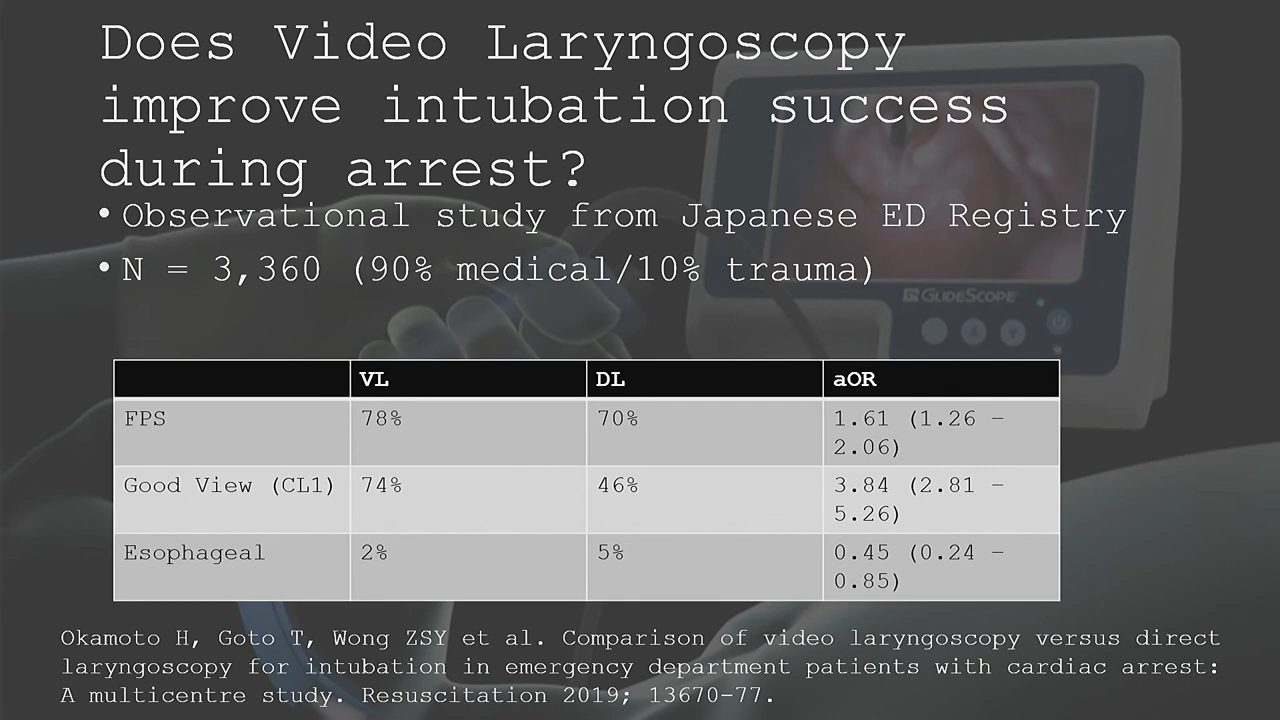 Does Video Laryngoscopy
improve intubation success
during arrest?
• Observational study from Japanese ED Registry
• N = 3,360 (90% medical/10% trauma)
GLIDESCOPE
VL DL aOR
FPS 78% 70% 1.61 (1.26 –
2.06)
Good View (CL1) 74% 46% 3.84 (2.81 –
5.26)
Esophageal 2% 5% 0.45 (0.24 –
0.85)
Okamoto H, Goto T, Wong ZSY et al. Comparison of video laryngoscopy versus direct
laryngoscopy for intubation in emergency department patients with cardiac arrest:
A multicentre study. Resuscitation 2019; 13670-77.